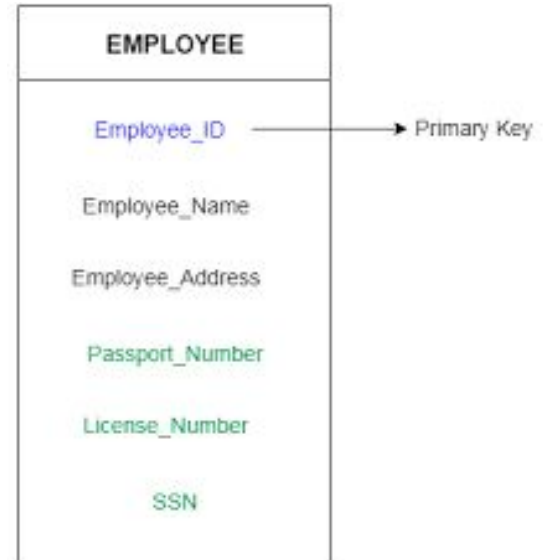 EMPLOYEE
Employee_ID
Primary Key
Employee_Name
Employee_Address
Passport_Number
License_Number
SSN